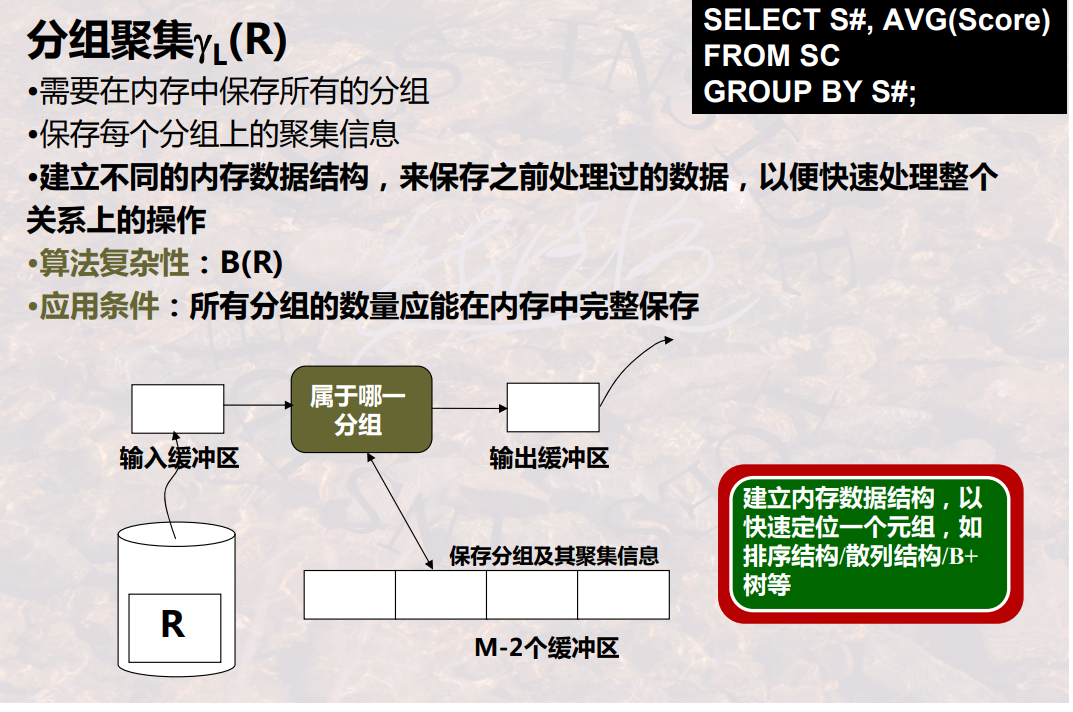 分组聚集γL(R)
SELECT S#, AVG(Score)
FROM SC
GROUP BY S#;
•需要在内存中保存所有的分组
•保存每个分组上的聚集信息
•建立不同的内存数据结构，来保存之前处理过的数据，以便快速处理整个
关系上的操作
•算法复杂性：B(R)
•应用条件：所有分组的数量应能在内存中完整保存
属于哪一
分组
输入缓冲区
输出缓冲区
建立内存数据结构，以
快速定位一个元组，如
排序结构/散列结构/B+
树等
保存分组及其聚集信息
R
M-2个缓冲区